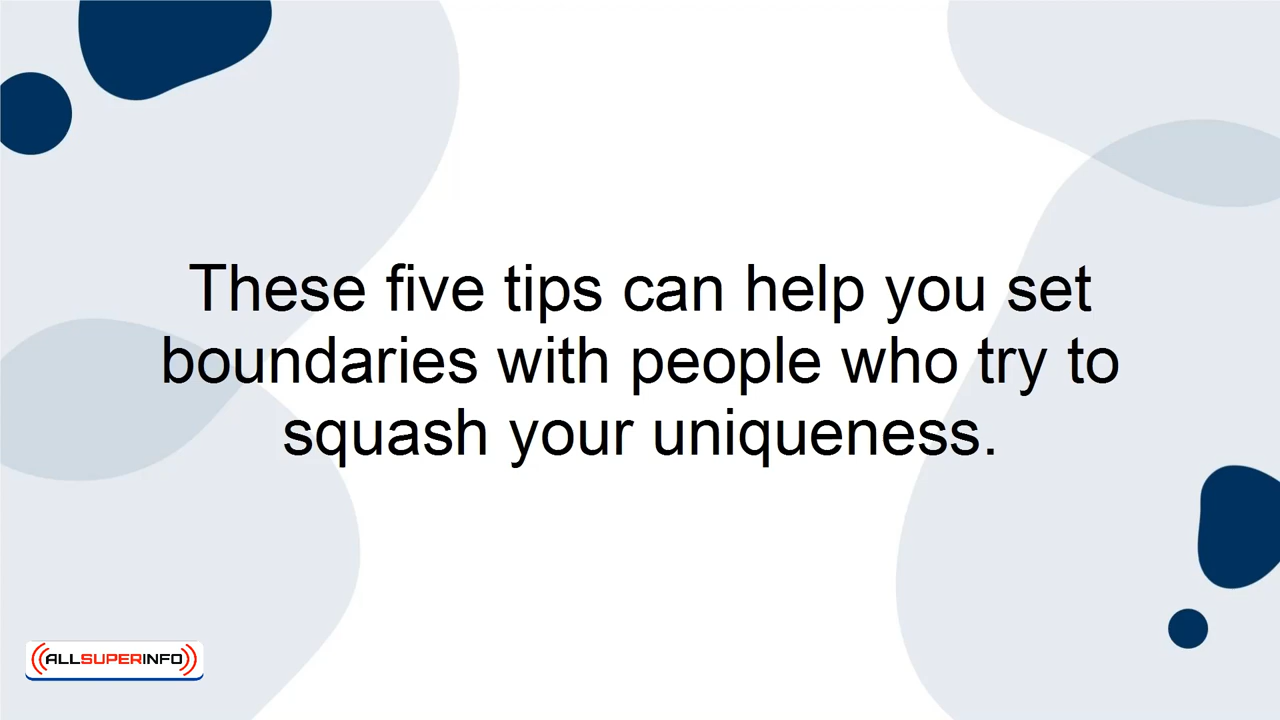 These five tips can help you set
boundaries with people who try to
squash your uniqueness.
ALLSUPERINFO